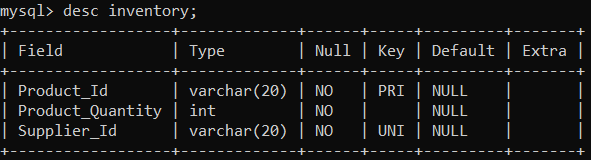 mysql> desc inventory;
+------------------+-------------+------+-----+---------+-------+
| Field            | Type        | Null | Key | Default | Extra |
+------------------+-------------+------+-----+---------+-------+
| Product_Id       | varchar(20) | NO   | PRI | NULL    |       |
| Product_Quantity | int         | NO   |     | NULL    |       |
| Supplier_Id      | varchar(20) | NO   | UNI | NULL    |       |
+------------------+-------------+------+-----+---------+-------+